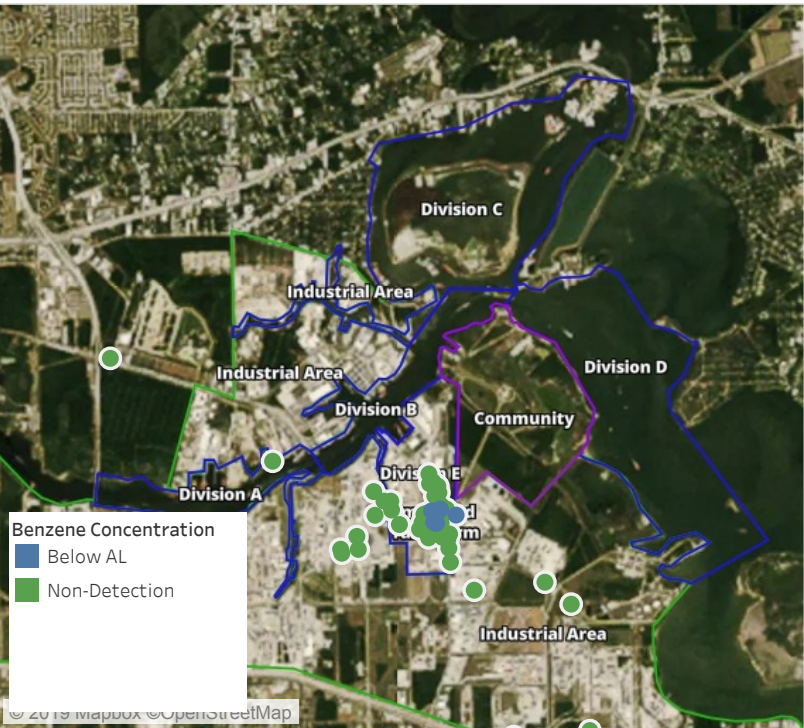 Division C
Industrial Area
Industrial Area
Division D
Division B
Community
Division E
Division A
Benzene Concentration
Below AL
Non-Detection
Industrial Area
© 2019 Mapbox ©OpenStreetMap